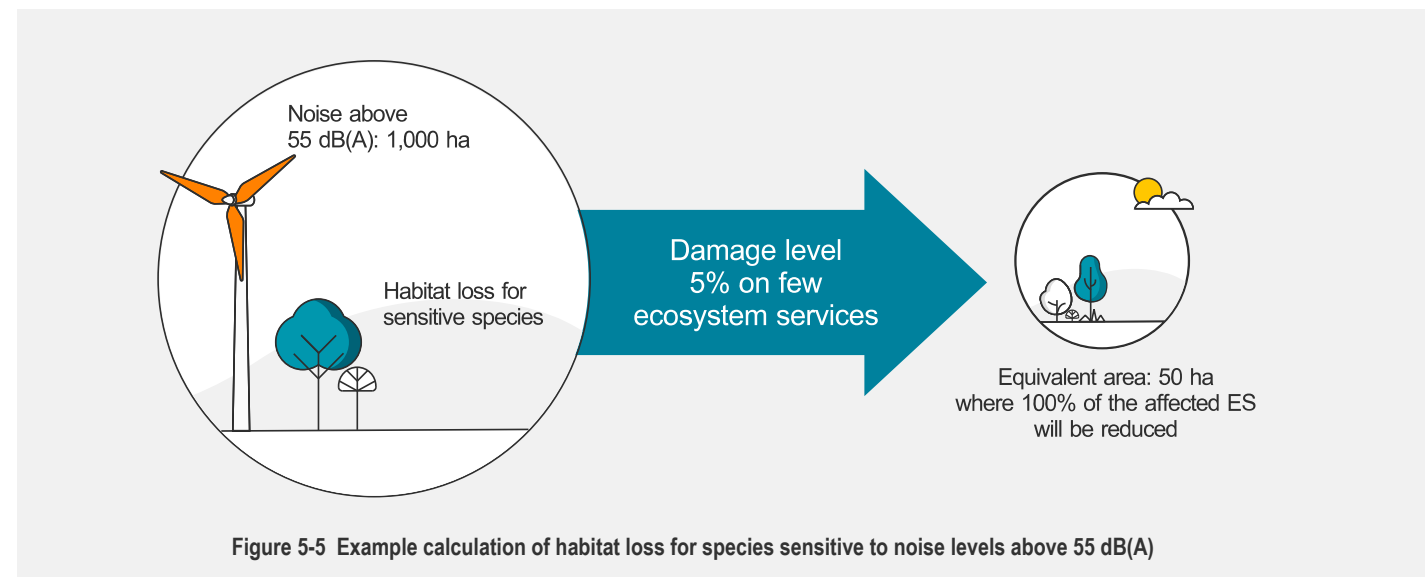 Noise above
55 dB(A): 1,000 ha
Habitat loss for
sensitive species
Damage level
5% on few
ecosystem services
Equivalent area: 50 ha
where 100% of the affected ES
will be reduced
Figure 5-5 Example calculation of habitat loss for species sensitive to noise levels above 55 dB(A)